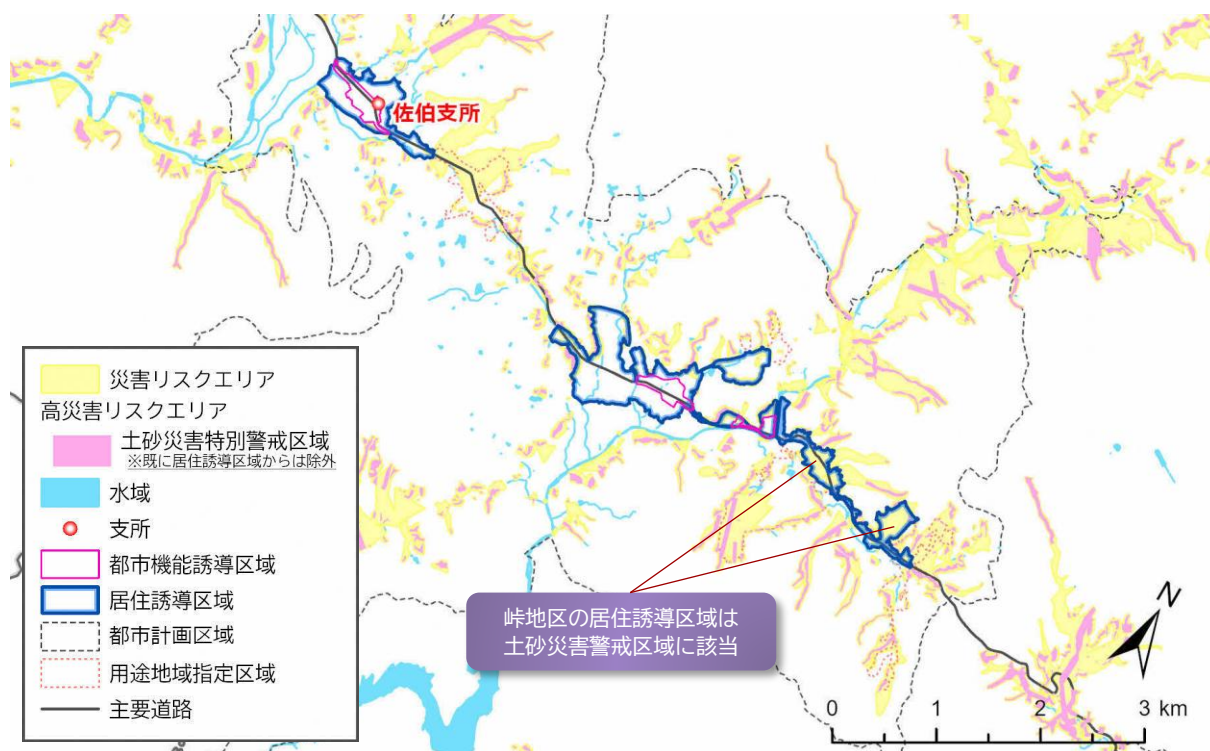 佐伯支所
災害リスクエリア
高災害リスクエリア
土砂災害特別警戒区域
※既に居住誘導区域からは除外
水域
支所
都市機能誘導区域
居住誘導区域
都市計画区域
用途地域指定区域
主要道路
峠地区の居住誘導区域は
土砂災害警戒区域に該当
N
0 1 2 3 km